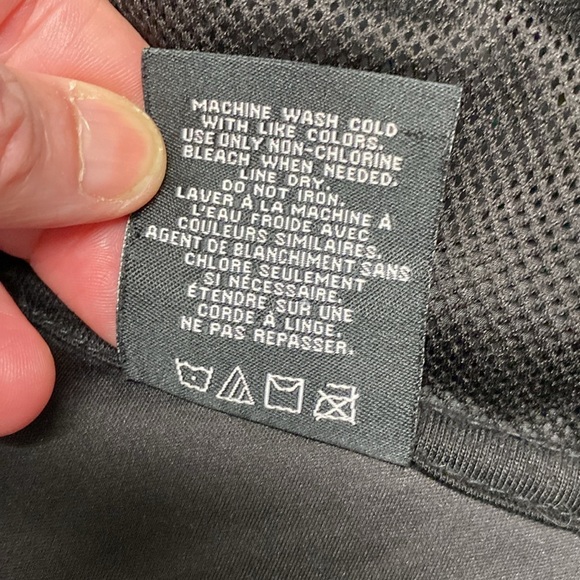 MACHINE WASH COLD
WITH LIKE COLORS.
USE ONLY NON-CHLORINE
BLEACH WHEN NEEDED.
LINE DRY.
DO NOT IRON.
LAVER À LA MACHINE À
L'EAU FROIDE AVEC
COULEURS SIMILAIRES.
AGENT DE BLANCHIMENT SANS
CHLORE SEULEMENT
SI NÉCESSAIRE.
ÉTENDRE SUR UNE
CORDE À LINGE.
NE PAS REPASSER.